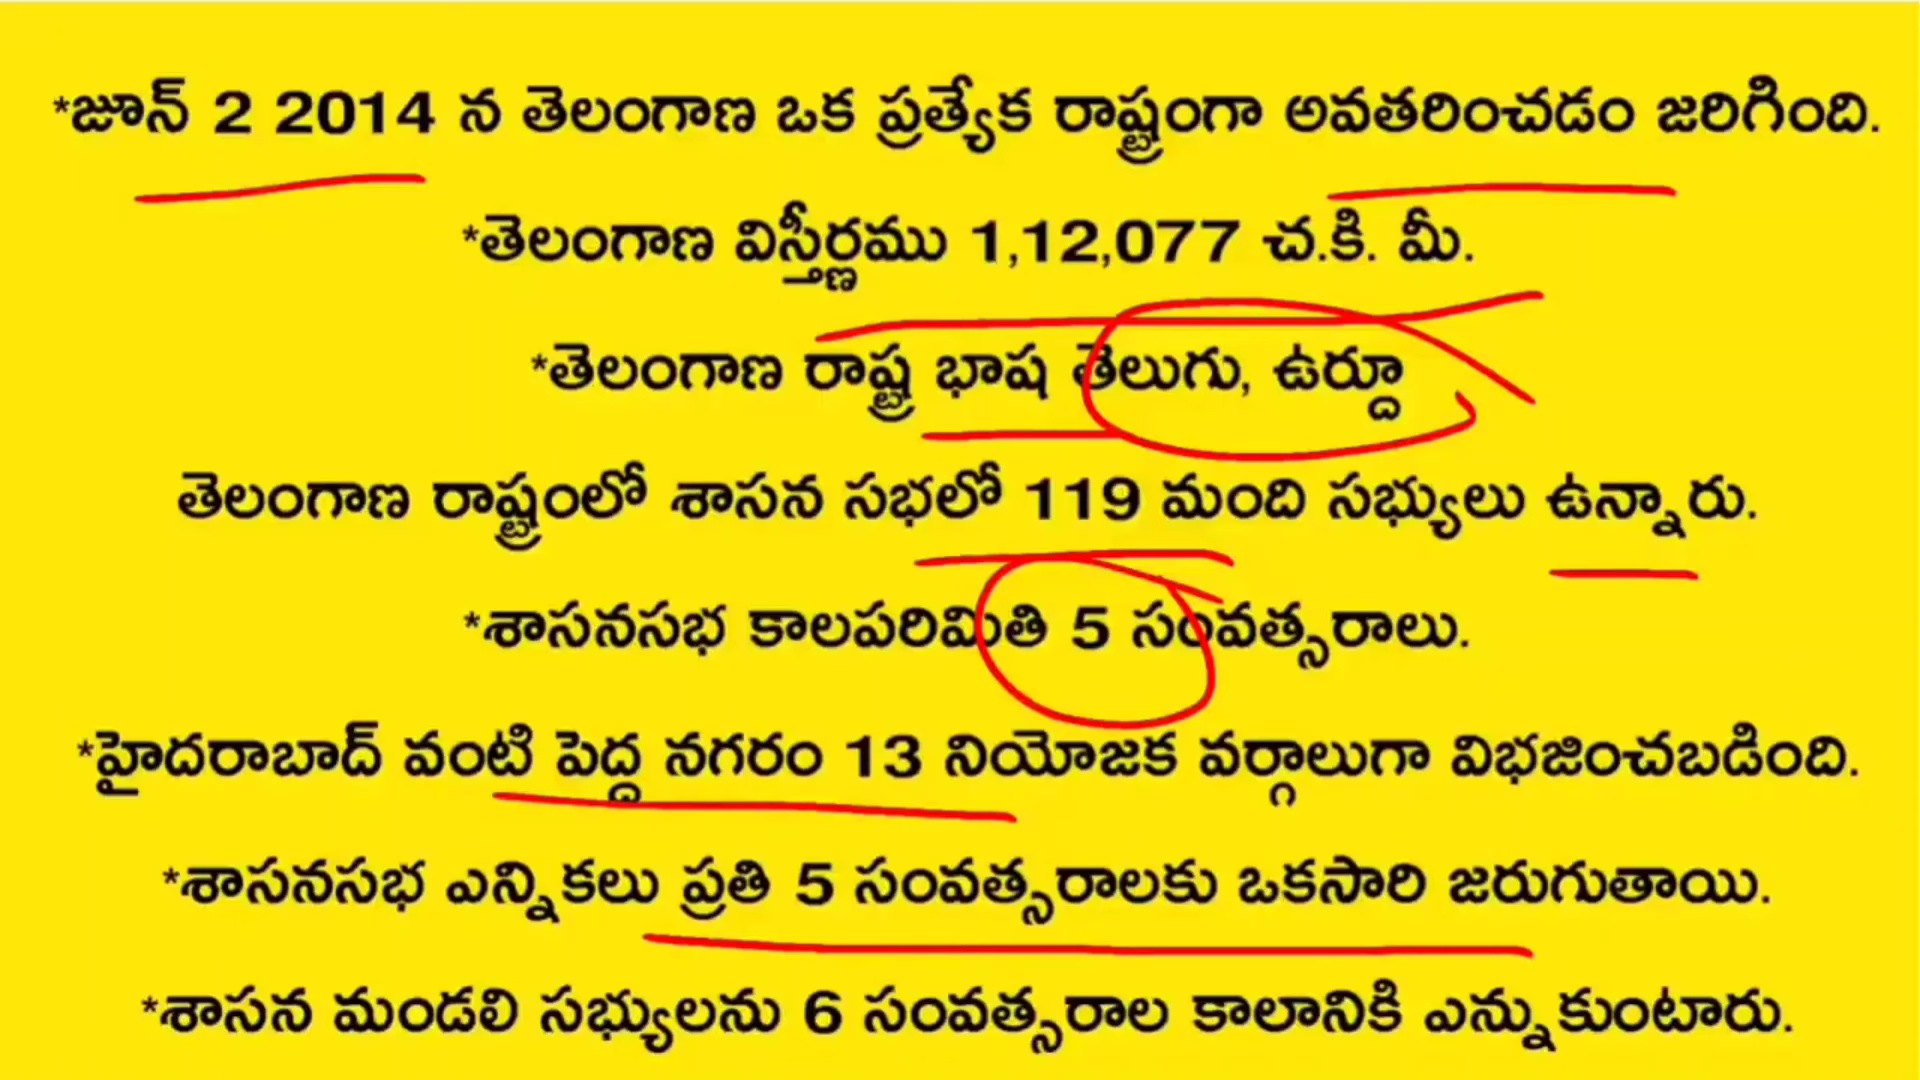 *జూన్ 2 2014 న తెలంగాణ ఒక ప్రత్యేక రాష్ట్రంగా అవతరించడం జరిగింది.
*తెలంగాణ విస్తీర్ణము 1,12,077 చ.కి. మీ.
*తెలంగాణ రాష్ట్ర భాష తెలుగు, ఉర్దూ
తెలంగాణ రాష్ట్రంలో శాసన సభలో 119 మంది సభ్యులు ఉన్నారు.
*శాసనసభ కాలపరిమితి 5 సంవత్సరాలు.
*హైదరాబాద్ వంటి పెద్ద నగరం 13 నియోజక వర్గాలుగా విభజించబడింది.
*శాసనసభ ఎన్నికలు ప్రతి 5 సంవత్సరాలకు ఒకసారి జరుగుతాయి.
*శాసన మండలి సభ్యులను 6 సంవత్సరాల కాలానికి ఎన్నుకుంటారు.